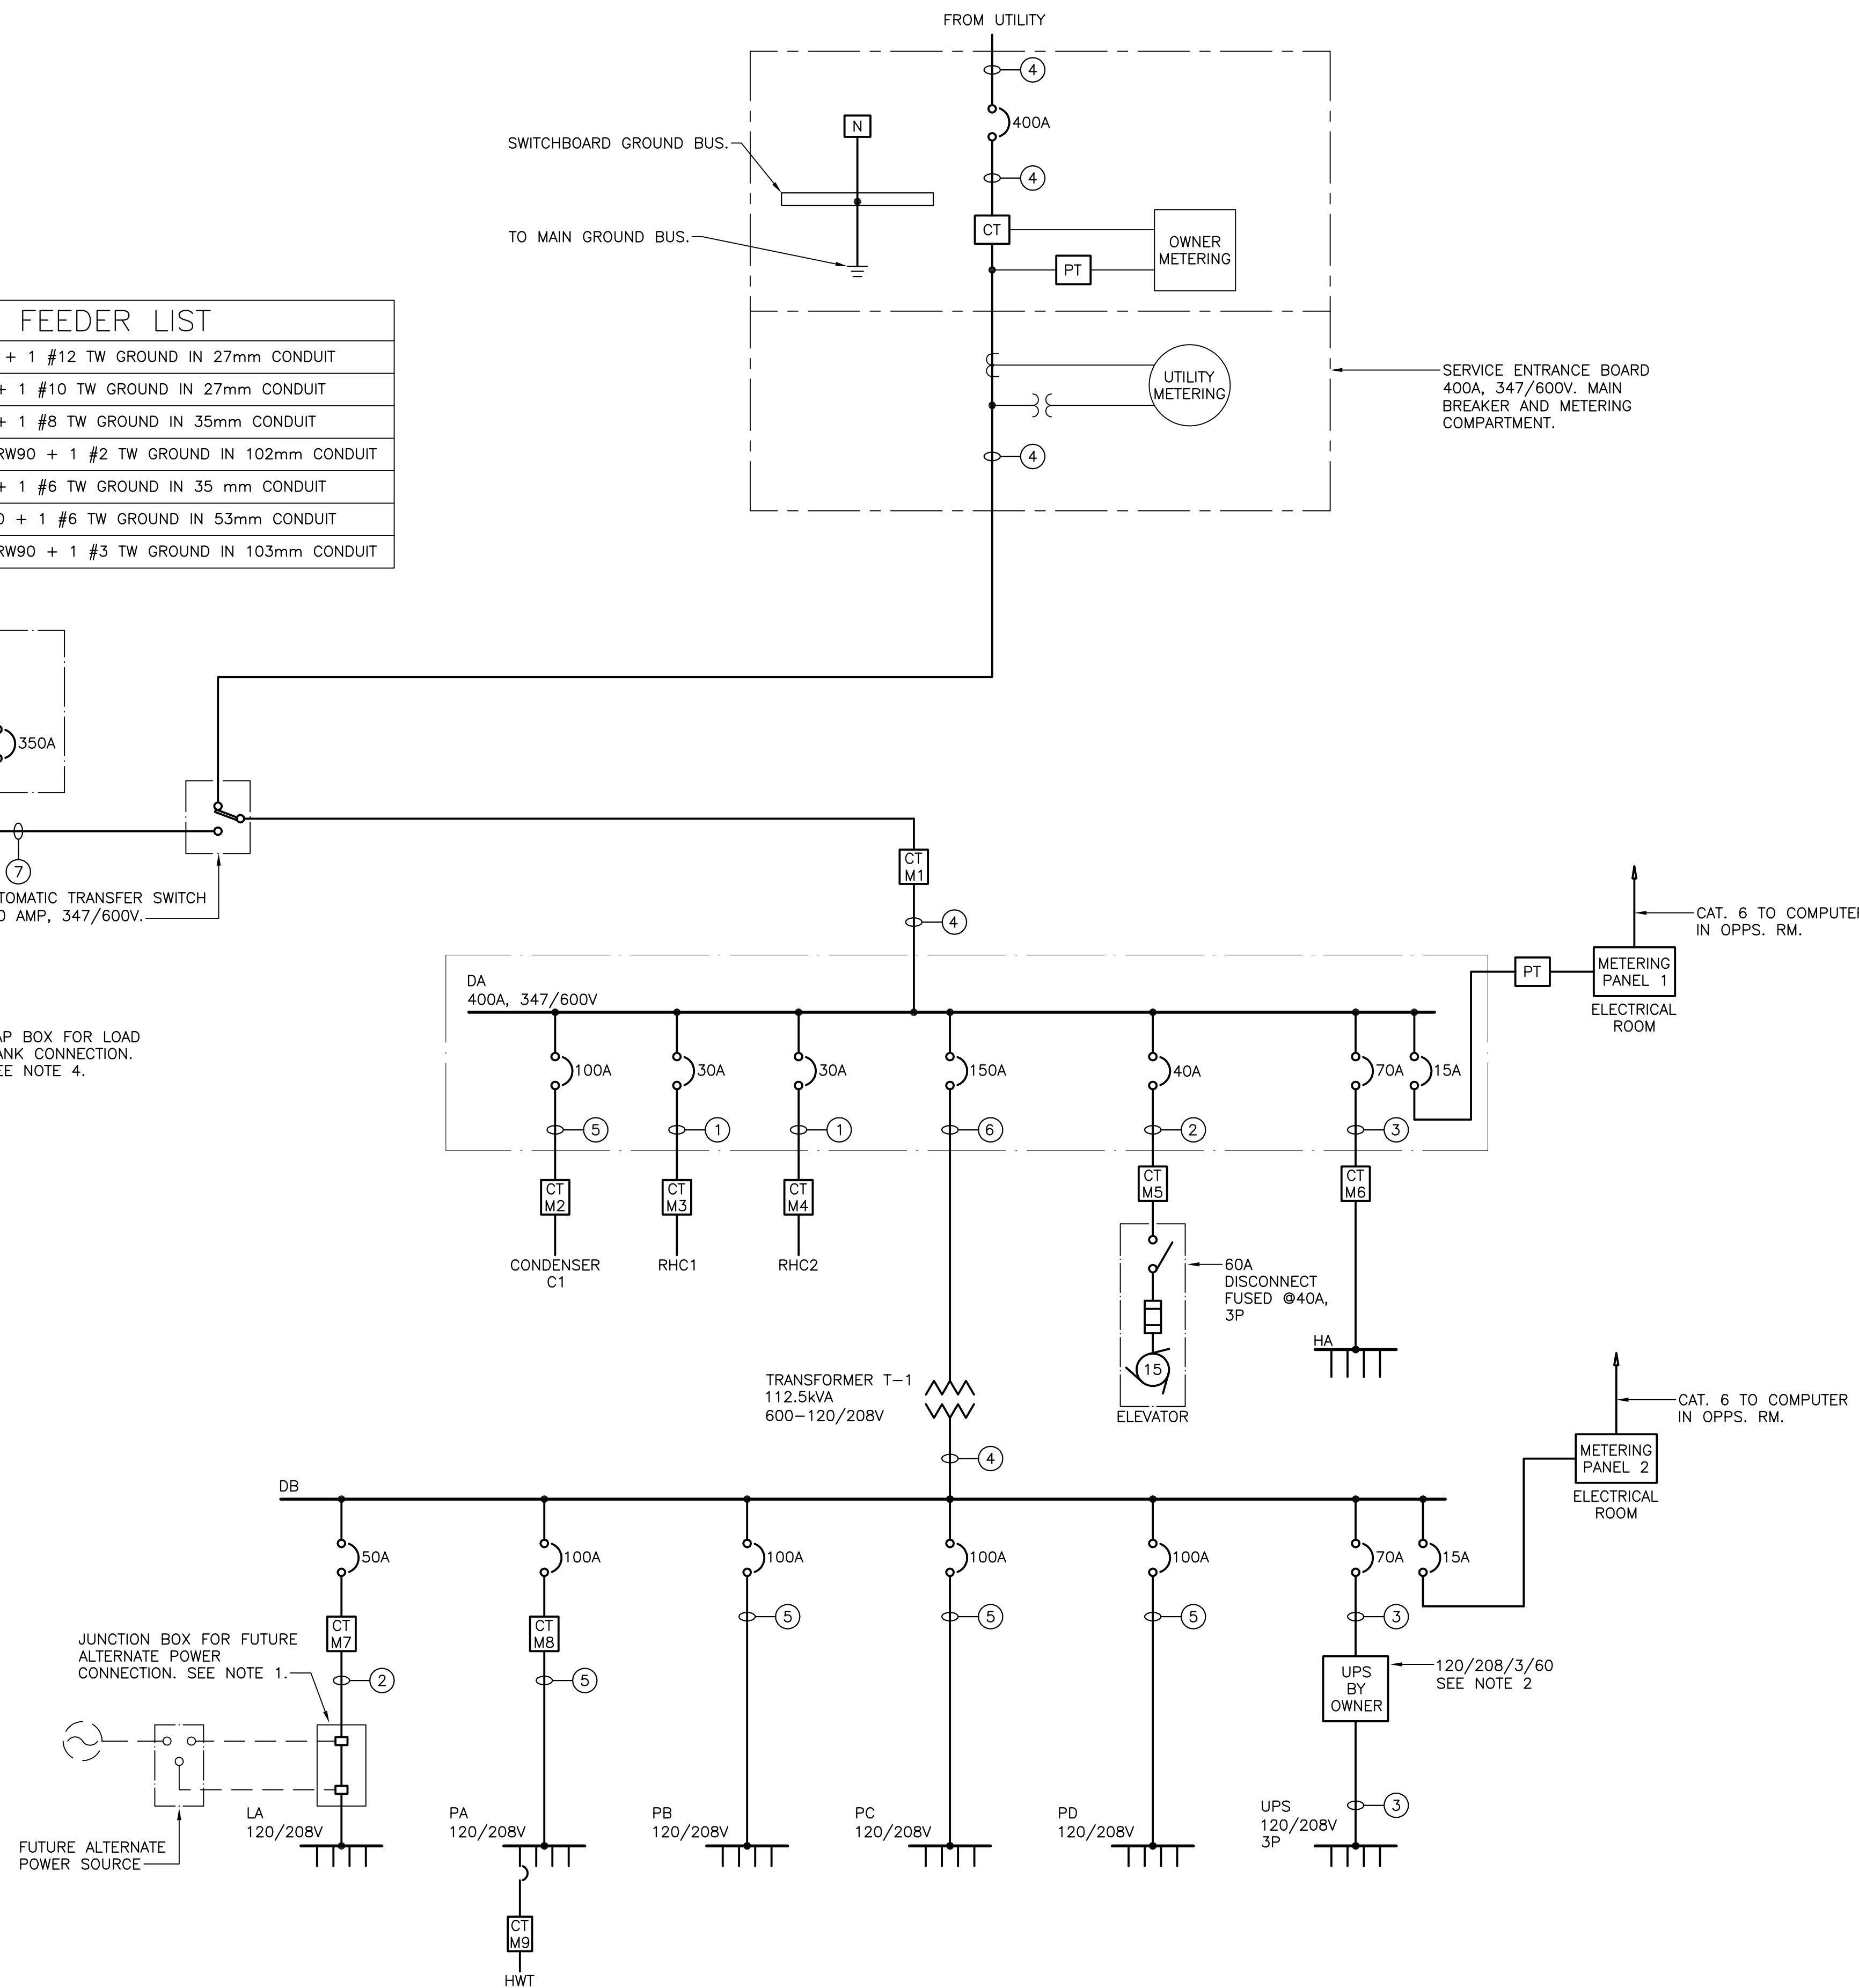 FROM UTILITY
4
400A
N
SWITCHBOARD GROUND BUS.
4
CT
OWNER
METERING
TO MAIN GROUND BUS.
PT
FEEDER LIST
+ 1 #12 TW GROUND IN 27mm CONDUIT
+ 1 #10 TW GROUND IN 27mm CONDUIT
+ 1 #8 TW GROUND IN 35mm CONDUIT
RW90 + 1 #2 TW GROUND IN 102mm CONDUIT
+ 1 #6 TW GROUND IN 35 mm CONDUIT
0 + 1 #6 TW GROUND IN 53mm CONDUIT
RW90 + 1 #3 TW GROUND IN 103mm CONDUIT
UTILITY
METERING
SERVICE ENTRANCE BOARD
400A, 347/600V. MAIN
BREAKER AND METERING
COMPARTMENT.
4
350A
7
TOMATIC TRANSFER SWITCH
0 AMP, 347/600V.
CT
M1
4
CAT. 6 TO COMPUTER
IN OPPS. RM.
PT
METERING
PANEL 1
ELECTRICAL
ROOM
DA
400A, 347/600V
AP BOX FOR LOAD
ANK CONNECTION.
EE NOTE 4.
100A
30A
30A
150A
40A
70A
15A
5
1
1
6
2
3
CT
M2
CT
M3
CT
M4
CT
M5
CT
M6
CONDENSER
C1
RHC1
RHC2
60A
DISCONNECT
FUSED @40A,
3P
15
ELEVATOR
HA
TRANSFORMER T-1
112.5kVA
600-120/208V
4
CAT. 6 TO COMPUTER
IN OPPS. RM.
METERING
PANEL 2
ELECTRICAL
ROOM
DB
50A
100A
100A
100A
100A
70A
15A
CT
M7
CT
M8
5
5
5
3
JUNCTION BOX FOR FUTURE
ALTERNATE POWER
CONNECTION. SEE NOTE 1.
2
5
UPS
BY
OWNER
120/208/3/60
SEE NOTE 2
3
LA
120/208V
PA
120/208V
PB
120/208V
PC
120/208V
PD
120/208V
UPS
120/208V
3P
FUTURE ALTERNATE
POWER SOURCE
CT
M9
HWT